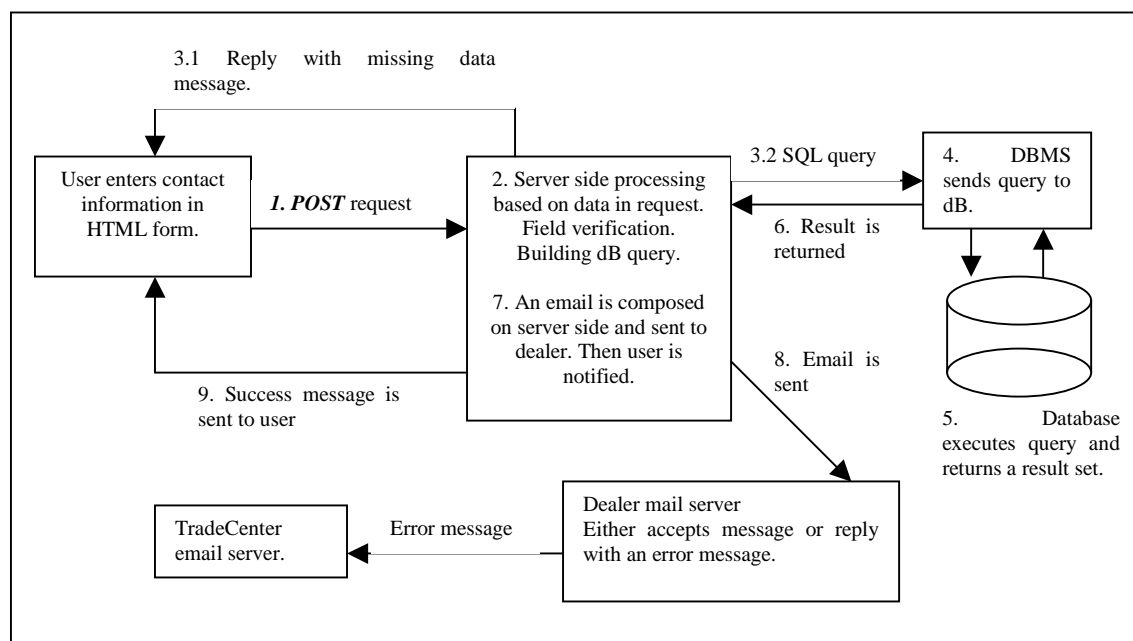 3.1 Reply with missing data
message.
User enters contact
information in
HTML form.
1. POST request
2. Server side processing
based on data in request.
Field verification.
Building dB query.
7. An email is composed
on server side and sent to
dealer. Then user is
notified.
3.2 SQL query
4. DBMS
sends query to
dB.
6. Result is
returned
5. Database
executes query and
returns a result set.
8. Email is
sent
9. Success message is
sent to user
Dealer mail server
Either accepts message or reply
with an error message.
Error message
TradeCenter
email server.